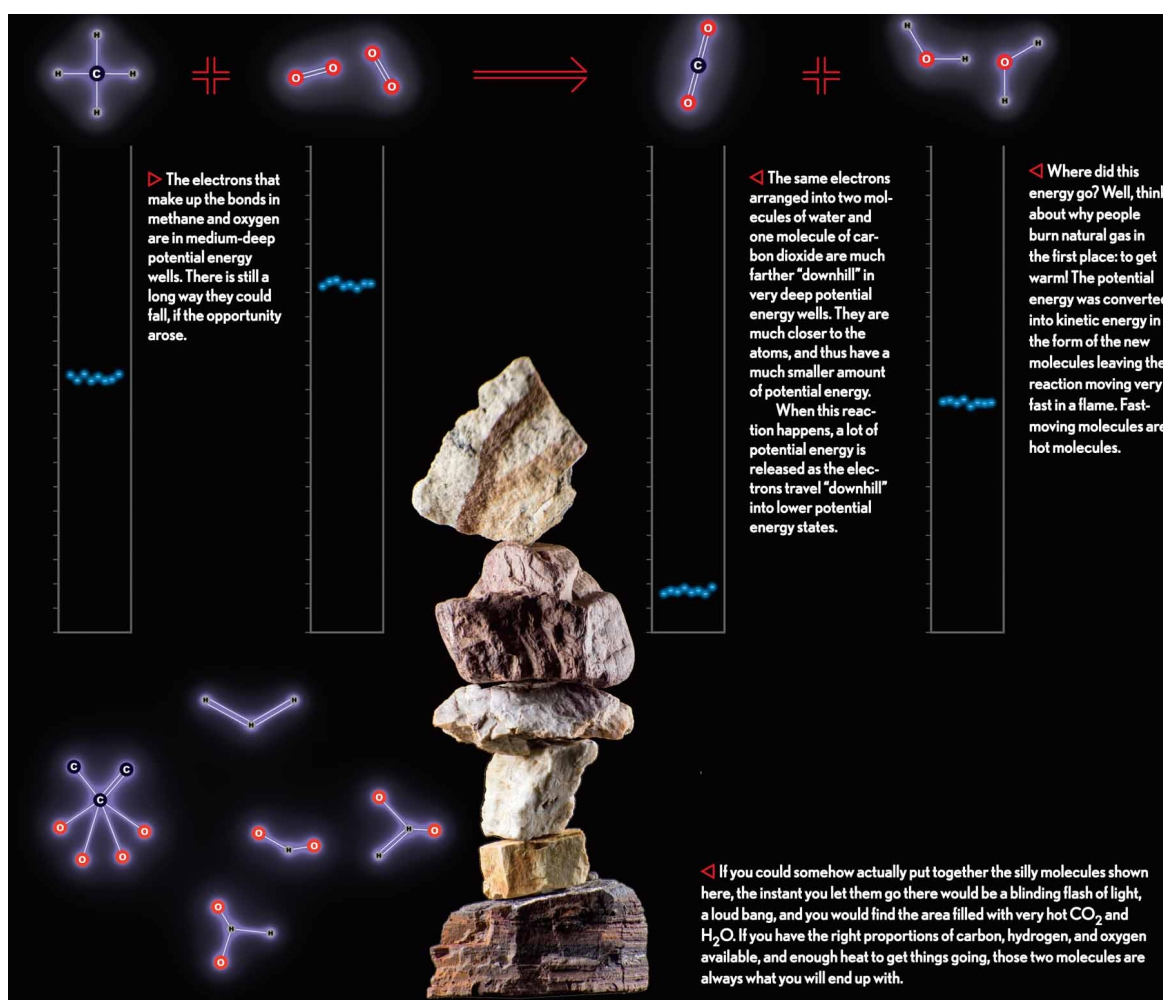 H
H
C
H
H
O
O
O
O
O
C
O
H
O
H
H
O
H
▷ The electrons that
make up the bonds in
methane and oxygen
are in medium-deep
potential energy
wells. There is still a
long way they could
fall, if the opportunity
arose.
◁ The same electrons
arranged into two mol-
ecules of water and
one molecule of car-
bon dioxide are much
farther “downhill” in
very deep potential
energy wells. They are
much closer to the
atoms, and thus have a
much smaller amount
of potential energy.
When this reac-
tion happens, a lot of
potential energy is
released as the elec-
trons travel “downhill”
into lower potential
energy states.
◁ Where did this
energy go? Well, think
about why people
burn natural gas in
the first place: to get
warm! The potential
energy was converted
into kinetic energy in
the form of the new
molecules leaving the
reaction moving very
fast in a flame. Fast-
moving molecules are
hot molecules.
H
H
H
C
C
C
O
O
O
O
O
H
O
O
H
O
H
O
H
H
O
◁ If you could somehow actually put together the silly molecules shown
here, the instant you let them go there would be a blinding flash of light,
a loud bang, and you would find the area filled with very hot CO₂ and
H₂O. If you have the right proportions of carbon, hydrogen, and oxygen
available, and enough heat to get things going, those two molecules are
always what you will end up with.